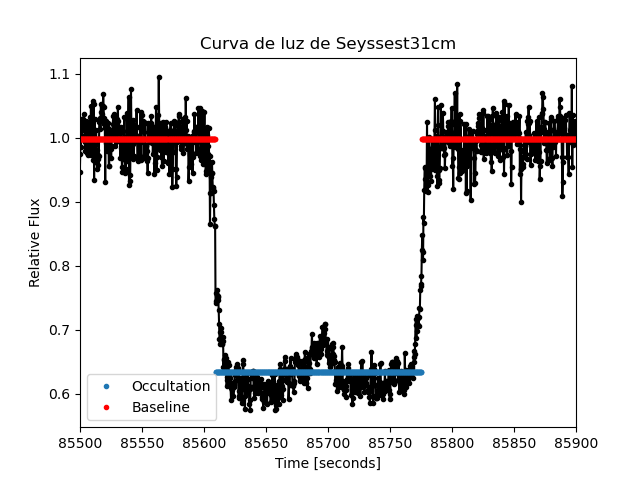 Curva de luz de Seyssest31cm
1.1
1.0
0.9
0.8
0.7
0.6
Relative Flux
Occultation
Baseline
85500 85550 85600 85650 85700 85750 85800 85850 85900
Time [seconds]